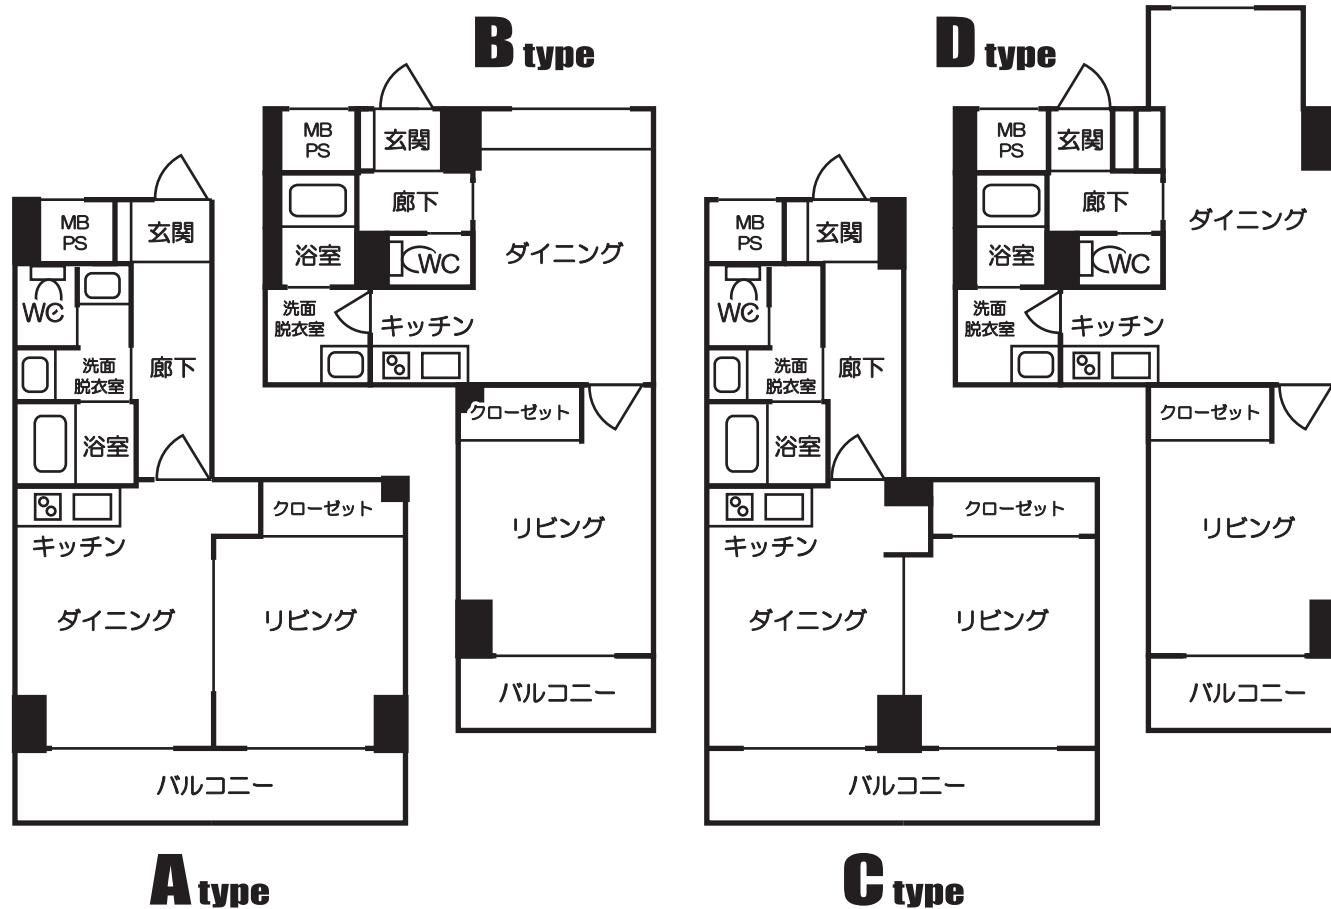 B type
MB
PS
玄関
廊下
浴室
WC
ダイニング
洗面
脱衣室
キッチン
クローゼット
リビング
バルコニー
D type
MB
PS
玄関
廊下
浴室
WC
ダイニング
洗面
脱衣室
キッチン
クローゼット
リビング
バルコニー
MB
PS
玄関
WC
洗面
脱衣室
廊下
浴室
クローゼット
キッチン
ダイニング
リビング
バルコニー
A type
MB
PS
玄関
WC
洗面
脱衣室
廊下
浴室
クローゼット
キッチン
ダイニング
リビング
バルコニー
C type